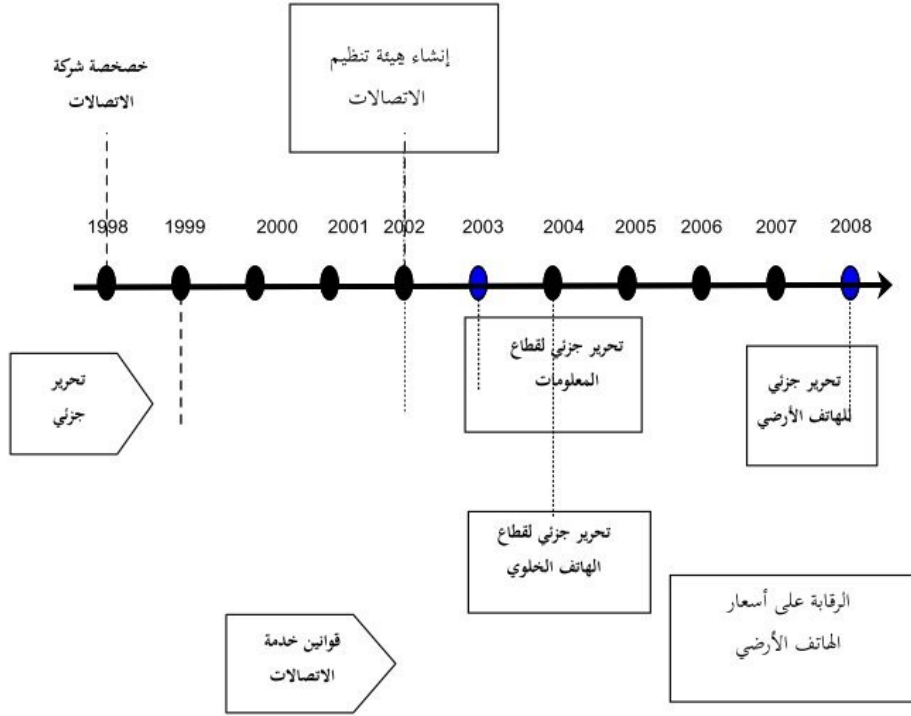 خصخصة شركة
الاتصالات
إنشاء هيئة تنظيم
الاتصالات
1998 1999 2000 2001 2002 2003 2004 2005 2006 2007 2008
تحرير
جزئي
تحرير جزئي لقطاع
المعلومات
تحرير جزئي
للهاتف الأرضي
تحرير جزئي لقطاع
الهاتف الخلوي
قوانين خدمة
الاتصالات
الرقابة على أسعار
الهاتف الأرضي